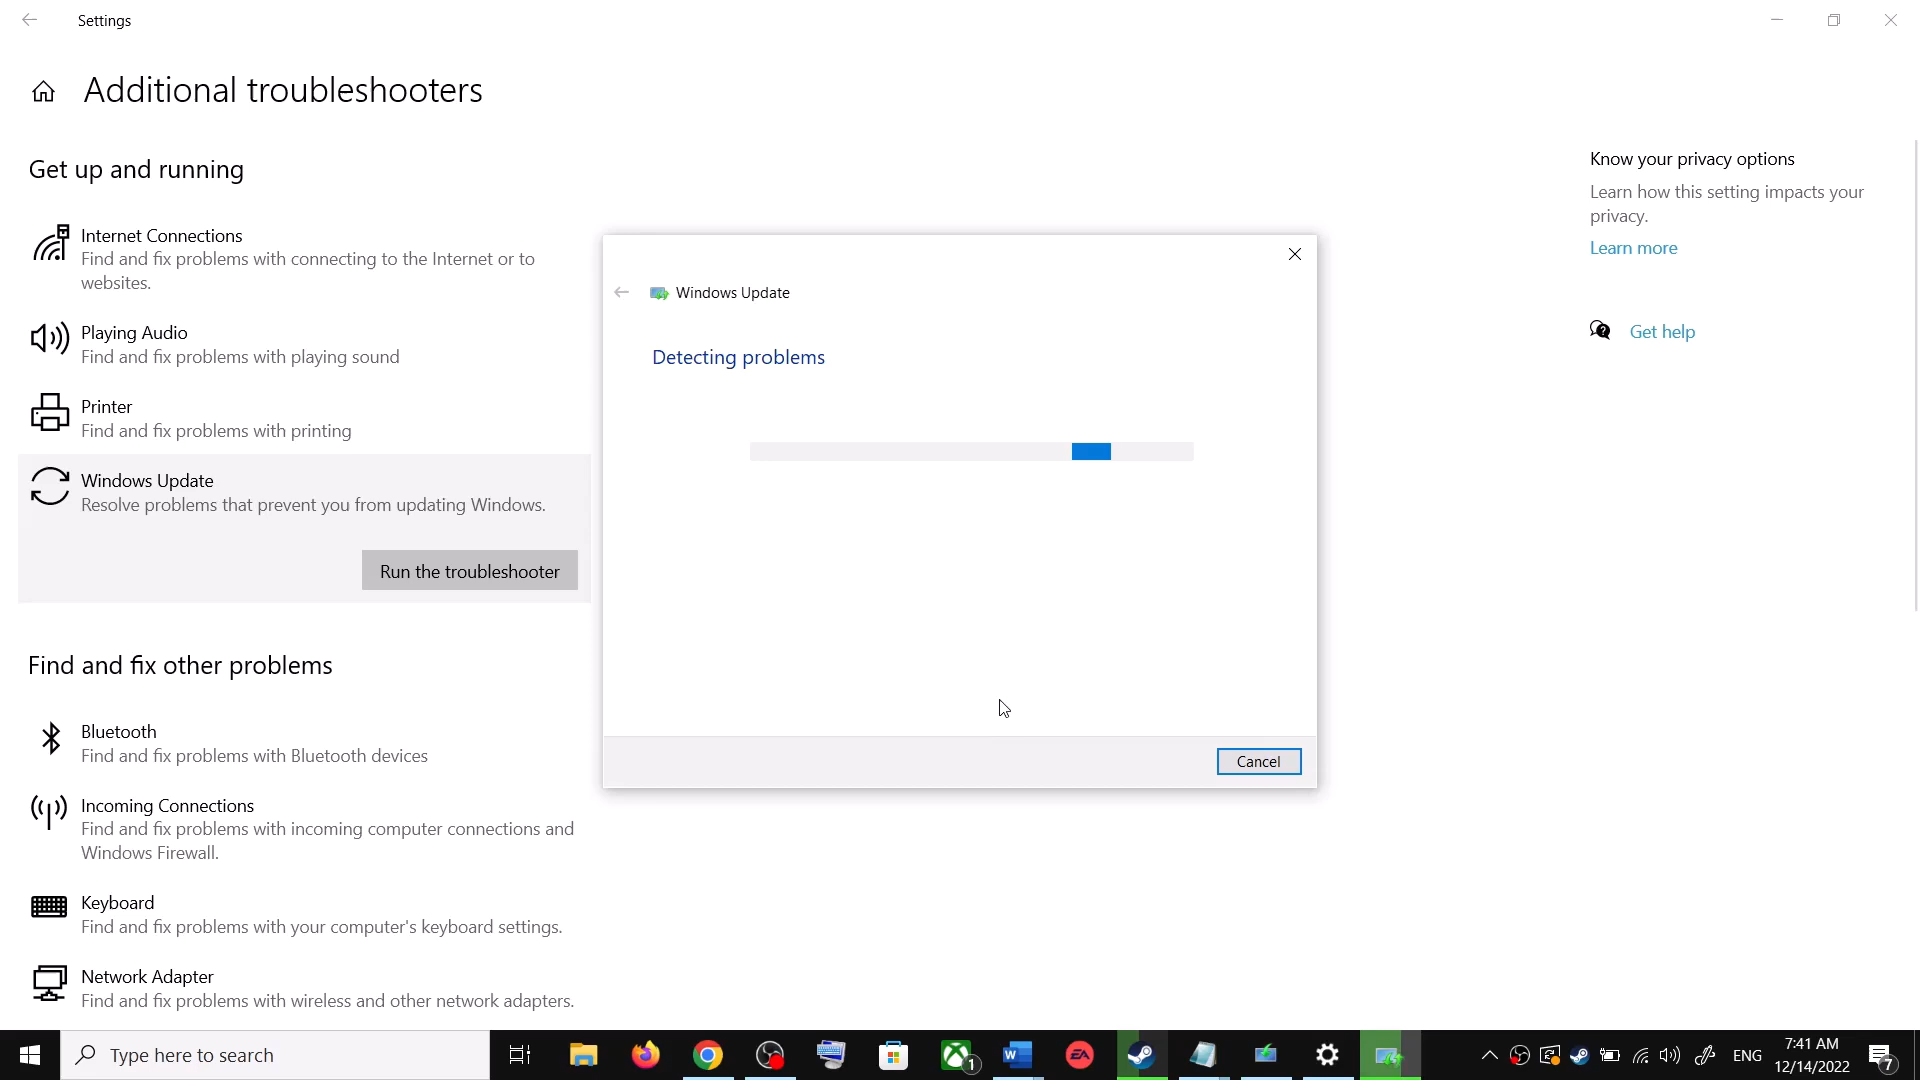 Settings
Additional troubleshooters
Get up and running
Internet Connections
Find and fix problems with connecting to the Internet or to
websites.
Playing Audio
Find and fix problems with playing sound
Printer
Find and fix problems with printing
Windows Update
Resolve problems that prevent you from updating Windows.
Run the troubleshooter
Find and fix other problems
Bluetooth
Find and fix problems with Bluetooth devices
Incoming Connections
Find and fix problems with incoming computer connections and
Windows Firewall.
Keyboard
Find and fix problems with your computer's keyboard settings.
Network Adapter
Find and fix problems with wireless and other network adapters.
Windows Update
Detecting problems
Cancel
Know your privacy options
Learn how this setting impacts your
privacy.
Learn more
Get help
Type here to search
1
W
EA
ENG
7:41 AM
12/14/2022
7